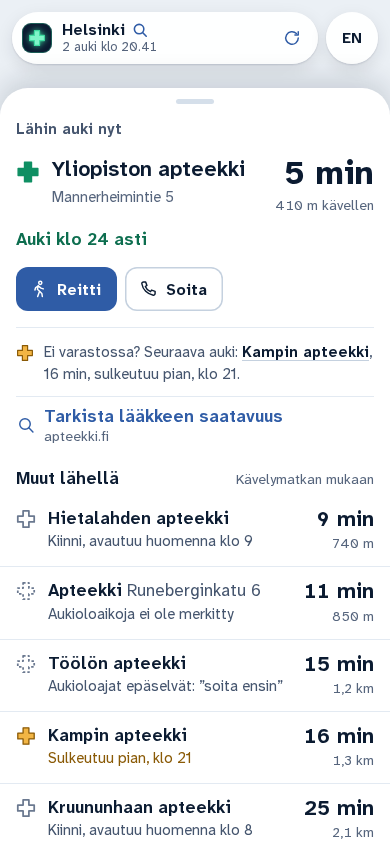 Helsinki
2 auki klo 20.41
EN
Lähin auki nyt
Yliopiston apteekki
5 min
Mannerheimintie 5
410 m kävellen
Auki klo 24 asti
Reitti
Soita
Ei varastossa? Seuraava auki: Kampin apteekki,
16 min, sulkeutuu pian, klo 21.
Tarkista lääkkeen saatavuus
apteekki.fi
Muut lähellä
Kävelymatkan mukaan
Hietalahden apteekki
9 min
Kiinni, avautuu huomenna klo 9
740 m
Apteekki Runeberginkatu 6
11 min
Aukioloaikoja ei ole merkitty
850 m
Töölön apteekki
15 min
Aukioloajat epäselvät: ”soita ensin”
1,2 km
Kampin apteekki
16 min
Sulkeutuu pian, klo 21
1,3 km
Kruununhaan apteekki
25 min
Kiinni, avautuu huomenna klo 8
2,1 km